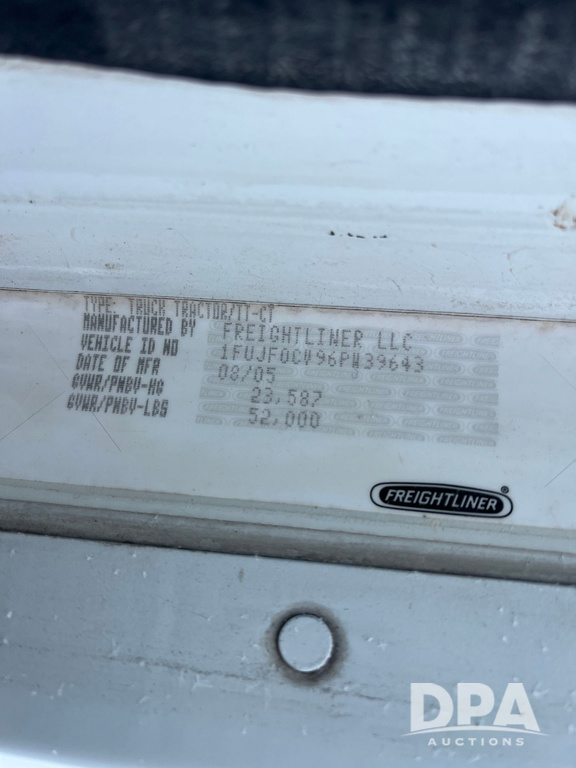 TYPE: TRUCK TRACTOR/TT-CT
MANUFACTURED BY FREIGHTLINER LLC
VEHICLE ID NO 1FUJF0CV96PW39643
DATE OF MFR 08/05
GVWR/PNBV-KG 23,587
GVWR/PNBV-LBS 52,000
FREIGHTLINER®
DPA
AUCTIONS